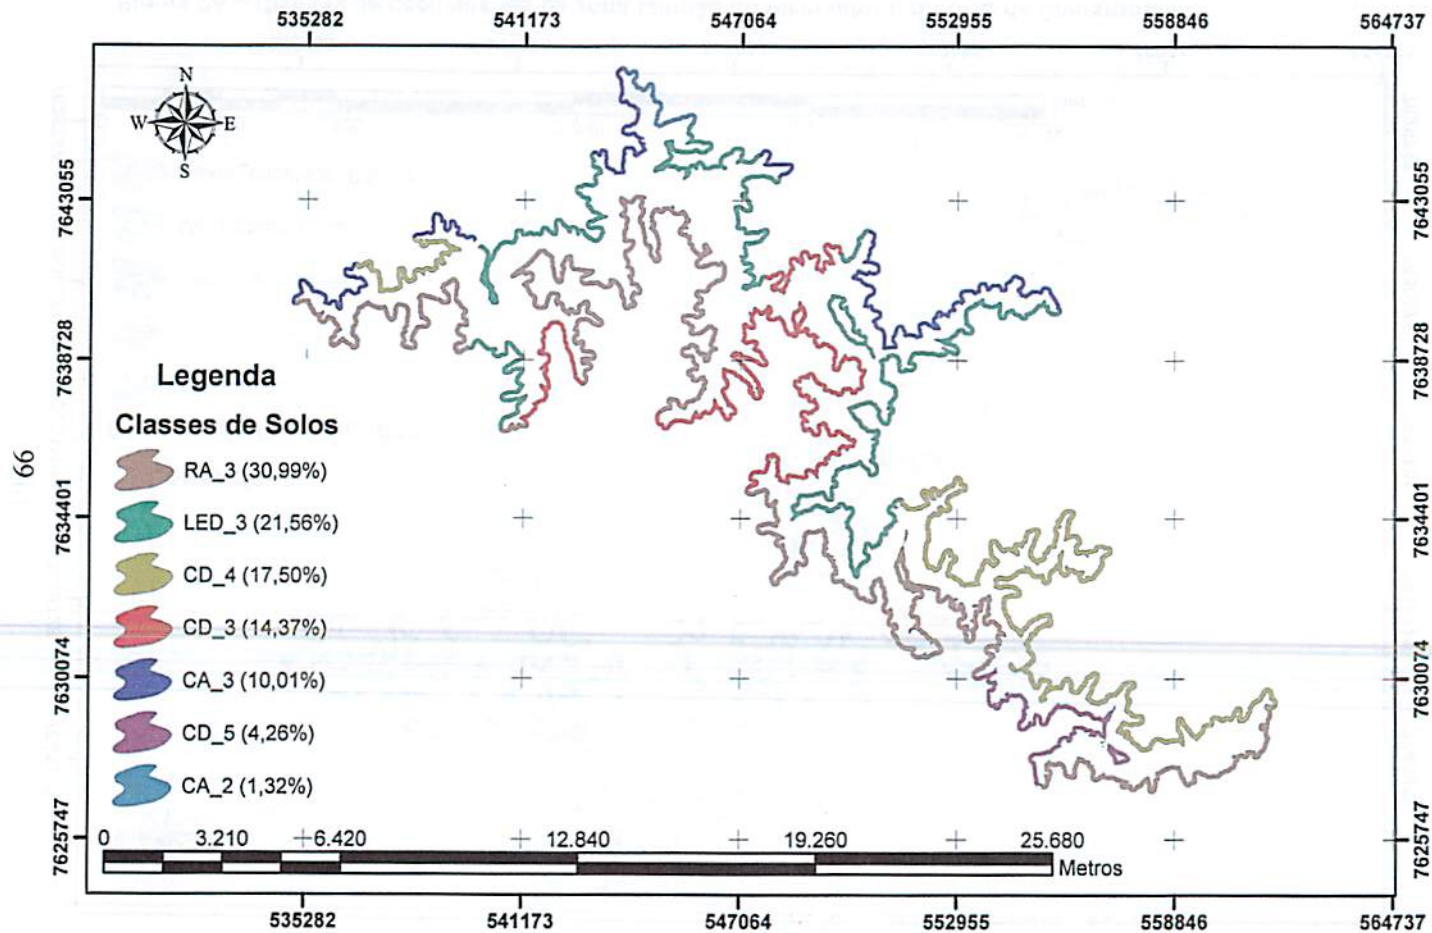 535282 541173 547064 552955 558846 564737
N
W E
S
7643055 7643055
7638728 7638728
Legenda
Classes de Solos
66
RA_3 (30,99%)
LED_3 (21,56%)
7634401 7634401
CD_4 (17,50%)
CD_3 (14,37%)
CA_3 (10,01%)
7630074 7630074
CD_5 (4,26%)
CA_2 (1,32%)
7625747 7625747
0 3.210 6.420 12.840 19.260 25.680
Metros
535282 541173 547064 552955 558846 564737